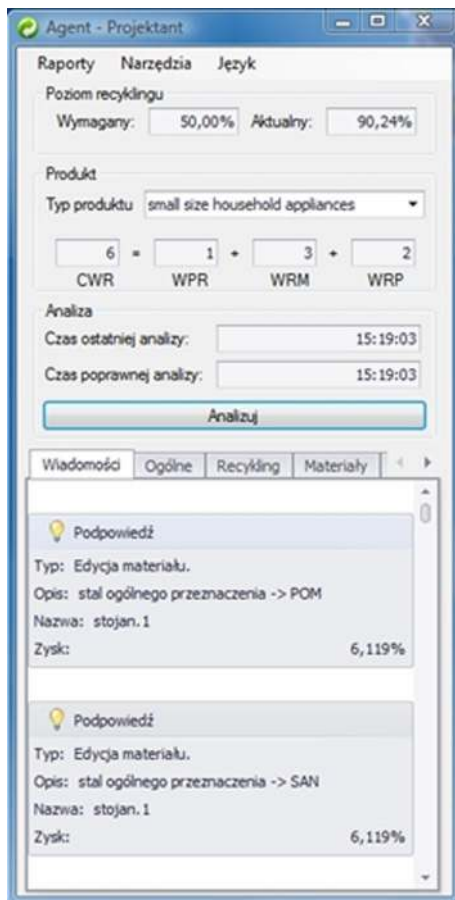 Agent - Projektant
Raporty Narzędzia Język
Poziom recyklingu
Wymagany: 50,00% Aktualny: 90,24%
Produkt
Typ produktu small size household appliances
6 = 1 + 3 + 2
CWR WPR WRM WRP
Analiza
Czas ostatniej analizy: 15:19:03
Czas poprawnej analizy: 15:19:03
Analizuj
Wiadomości Ogólne Recykling Materiały
Podpowiedź
Typ: Edycja materiału.
Opis: stal ogólnego przeznaczenia -> POM
Nazwa: stojan.1
Zysk: 6,119%
Podpowiedź
Typ: Edycja materiału.
Opis: stal ogólnego przeznaczenia -> SAN
Nazwa: stojan.1
Zysk: 6,119%